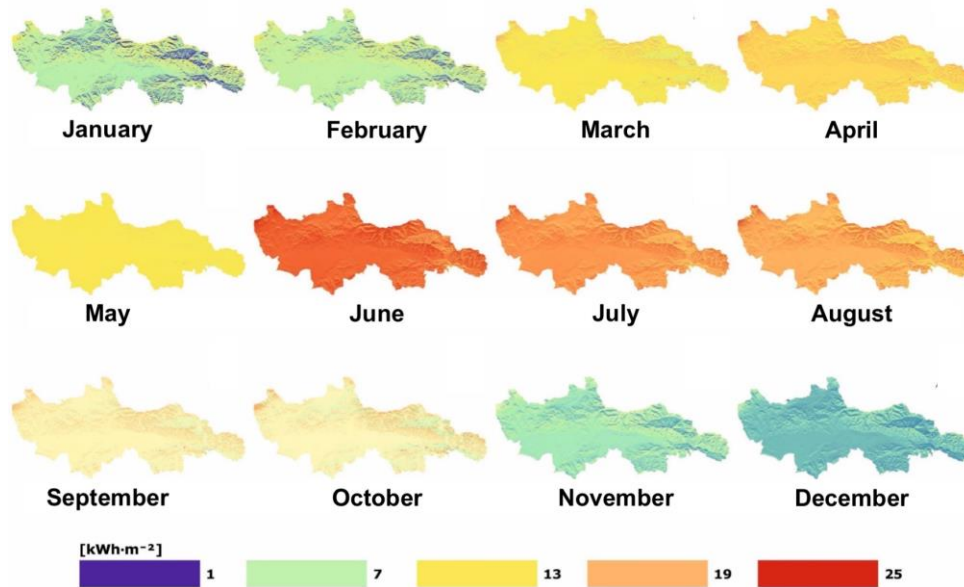 January February March April
May June July August
September October November December
[kWh·m⁻²]
1 7 13 19 25